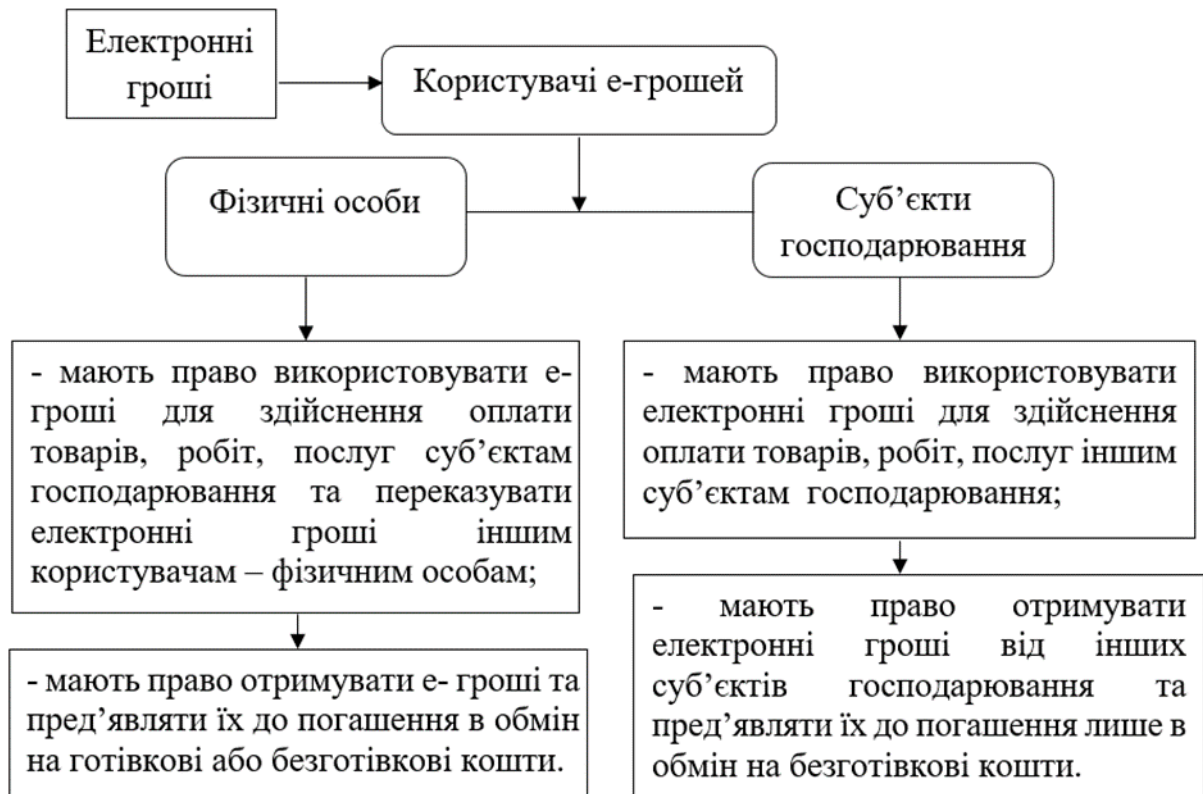 Електронні
гроші
Користувачі е-грошей
Фізичні особи
Суб’єкти
господарювання
- мають право використовувати е-
гроші для здійснення оплати
товарів, робіт, послуг суб’єктам
господарювання та переказувати
електронні гроші іншим
користувачам – фізичним особам;
- мають право використовувати
електронні гроші для здійснення
оплати товарів, робіт, послуг іншим
суб’єктам господарювання;
- мають право отримувати е- гроші та
пред’являти їх до погашення в обмін
на готівкові або безготівкові кошти.
- мають право отримувати
електронні гроші від інших
суб’єктів господарювання та
пред’являти їх до погашення лише в
обмін на безготівкові кошти.